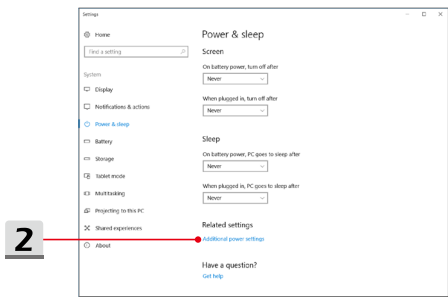 Settings
Home
Find a setting
System
Display
Notifications & actions
Power & sleep
Battery
Storage
Tablet mode
Multitasking
Projecting to this PC
Shared experiences
About
Power & sleep
Screen
On battery power, turn off after
Never
When plugged in, turn off after
Never
Sleep
On battery power, PC goes to sleep after
Never
When plugged in, PC goes to sleep after
Never
Related settings
Additional power settings
Have a question?
Get help
2